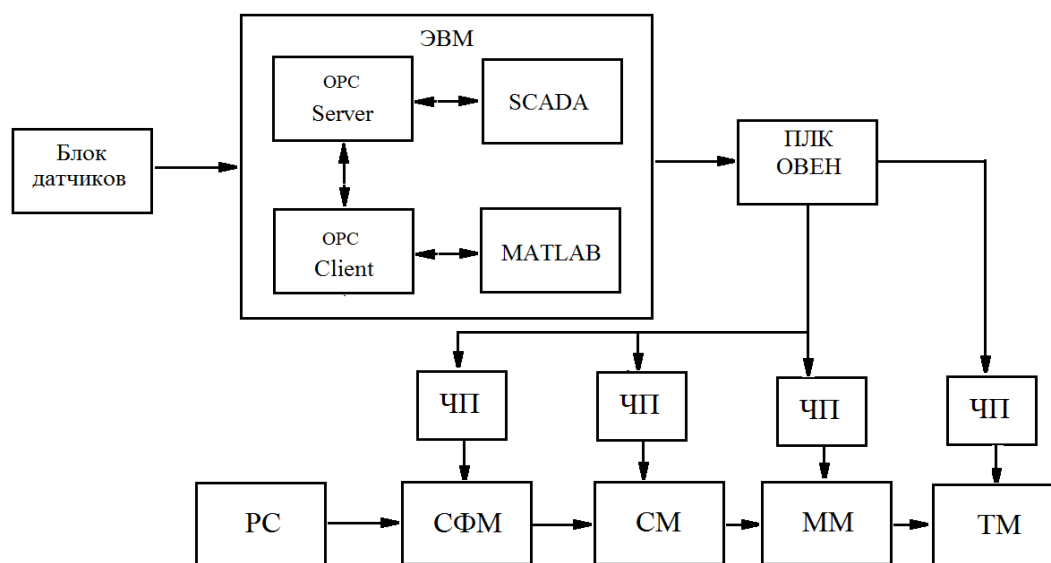 ЭВМ
OPC
Server
SCADA
Блок
датчиков
ПЛК
ОВЕН
OPC
Client
MATLAB
ЧП
ЧП
ЧП
ЧП
РС
СФМ
СМ
ММ
ТМ